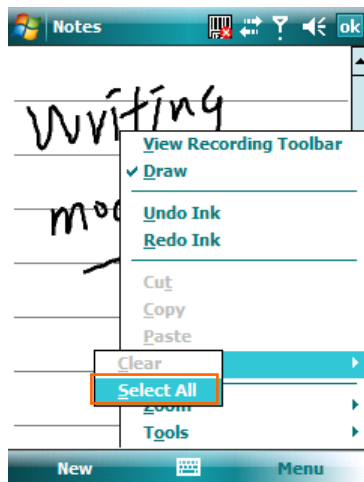 Notes
ok
Writing
View Recording Toolbar
Draw
Undo Ink
Redo Ink
Cut
Copy
Paste
Clear
Select All
Zoom
Tools
New
Menu